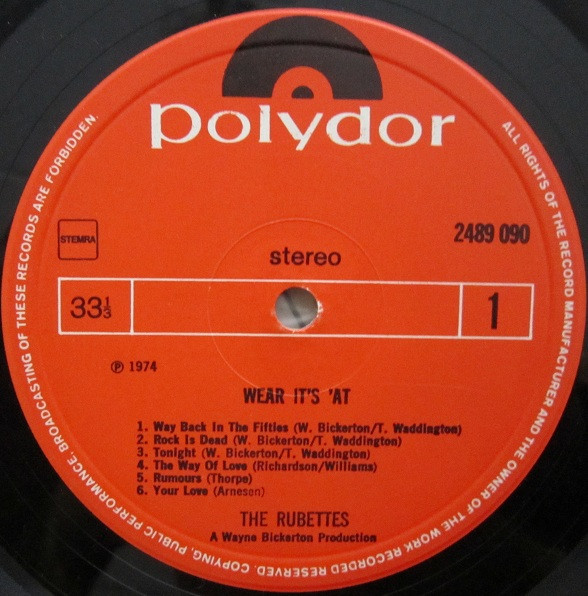 polydor
STEMRA
2489 090
stereo
33 1/3
1
℗ 1974
WEAR IT'S 'AT
1. Way Back In The Fifties (W. Bickerton/T. Waddington)
2. Rock Is Dead (W. Bickerton/T. Waddington)
3. Tonight (W. Bickerton/T. Waddington)
4. The Way Of Love (Richardson/Williams)
5. Rumours (Thorpe)
6. Your Love (Arneson)
THE RUBETTES
A Wayne Bickerton Production
ALL RIGHTS OF THE RECORD MANUFACTURER AND THE OWNER OF THE WORK RECORDED RESERVED. COPYING, PUBLIC PERFORMANCE, BROADCASTING OF THESE RECORDS ARE FORBIDDEN.